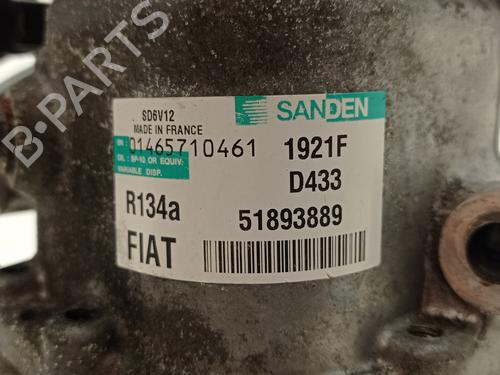 SD6V12
MADE IN FRANCE
SANDEN
SN : 01465710461
1921F
OIL : SP-10 OR EQUIV.
VARIABLE DISP.
D433
R134a
51893889
FIAT
B-PARTS